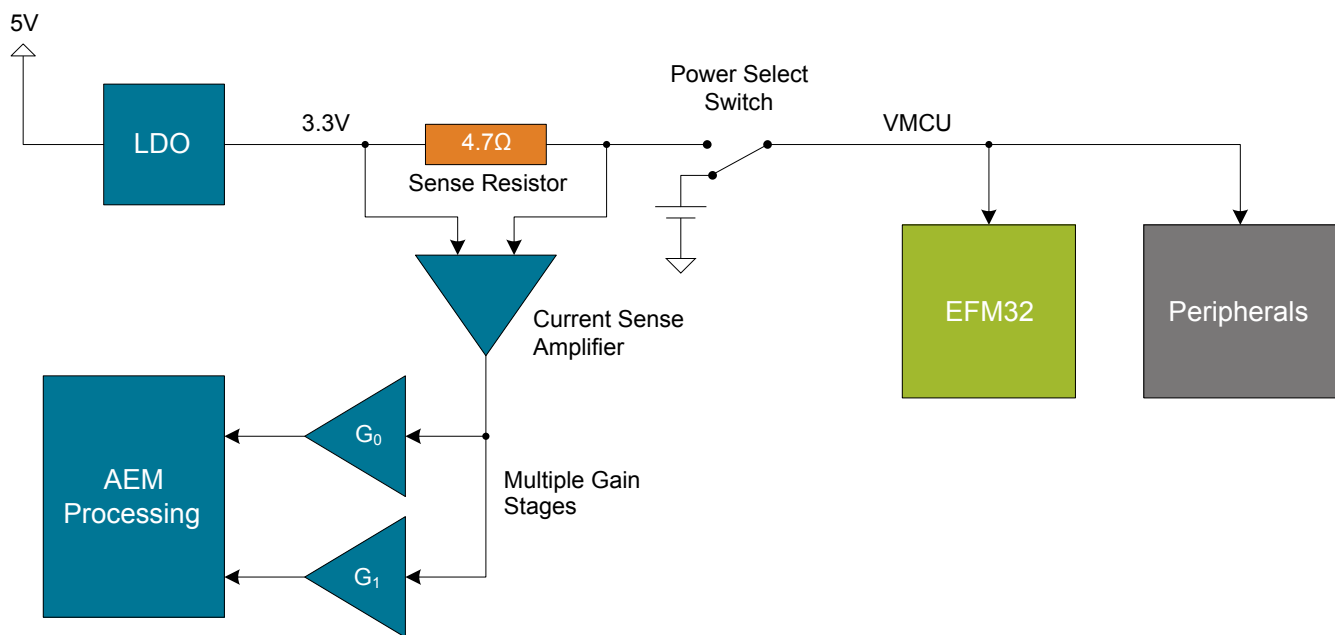 5V
LDO
3.3V
4.7Ω
Sense Resistor
Power Select
Switch
VMCU
EFM32
Peripherals
Current Sense
Amplifier
AEM
Processing
G₀
G₁
Multiple Gain
Stages